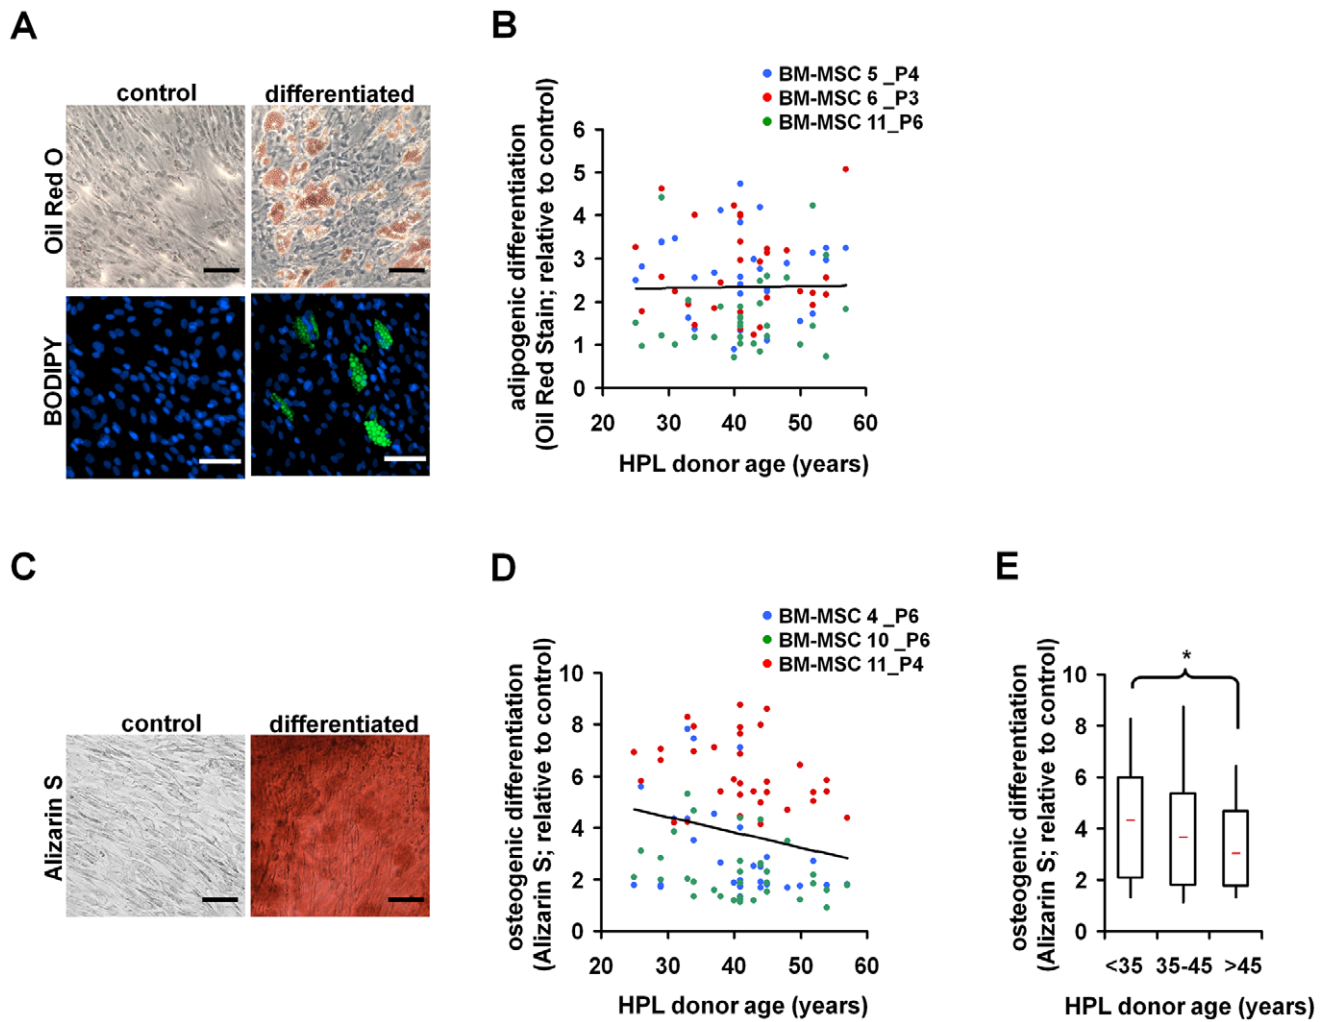 A
control
differentiated
Oil Red O
BODIPY
B
BM-MSC 5 _P4
BM-MSC 6 _P3
BM-MSC 11_P6
adipogenic differentiation
(Oil Red Stain; relative to control)
6
5
4
3
2
1
0
20 30 40 50 60
HPL donor age (years)
C
control
differentiated
Alizarin S
D
BM-MSC 4 _P6
BM-MSC 10 _P6
BM-MSC 11_P4
osteogenic differentiation
(Alizarin S; relative to control)
10
8
6
4
2
0
20 30 40 50 60
HPL donor age (years)
E
*
osteogenic differentiation
(Alizarin S; relative to control)
10
8
6
4
2
0
<35 35-45 >45
HPL donor age (years)